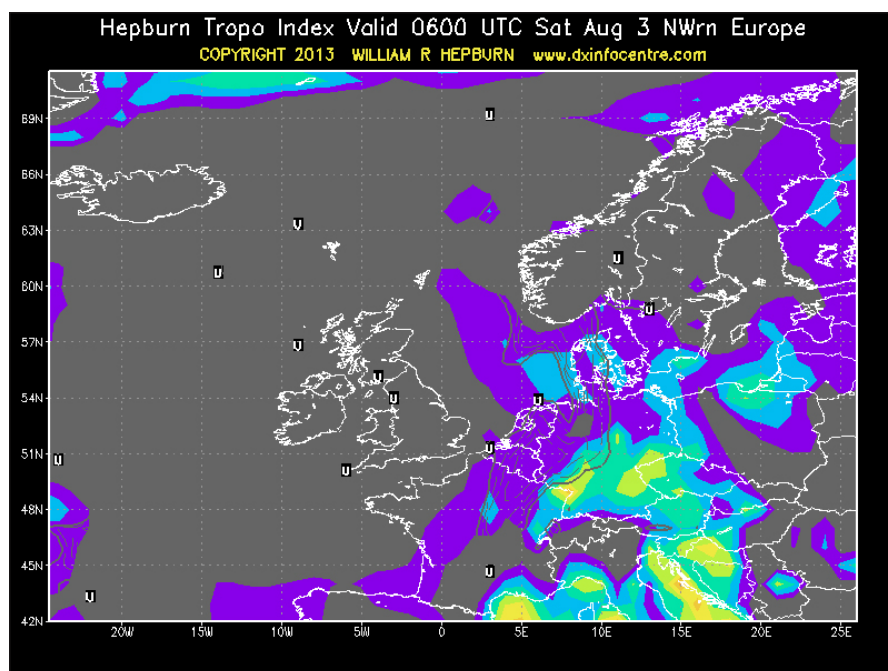 Hepburn Tropo Index Valid 0600 UTC Sat Aug 3 NWrn Europe
COPYRIGHT 2013 WILLIAM R HEPBURN www.dxinfocentre.com
69N
U
66N
63N
U
U
U
60N
U
57N
U
U
54N
U
U
51N
U
U
U
48N
45N
U
U
42N
20W 15W 10W 5W 0 5E 10E 15E 20E 25E